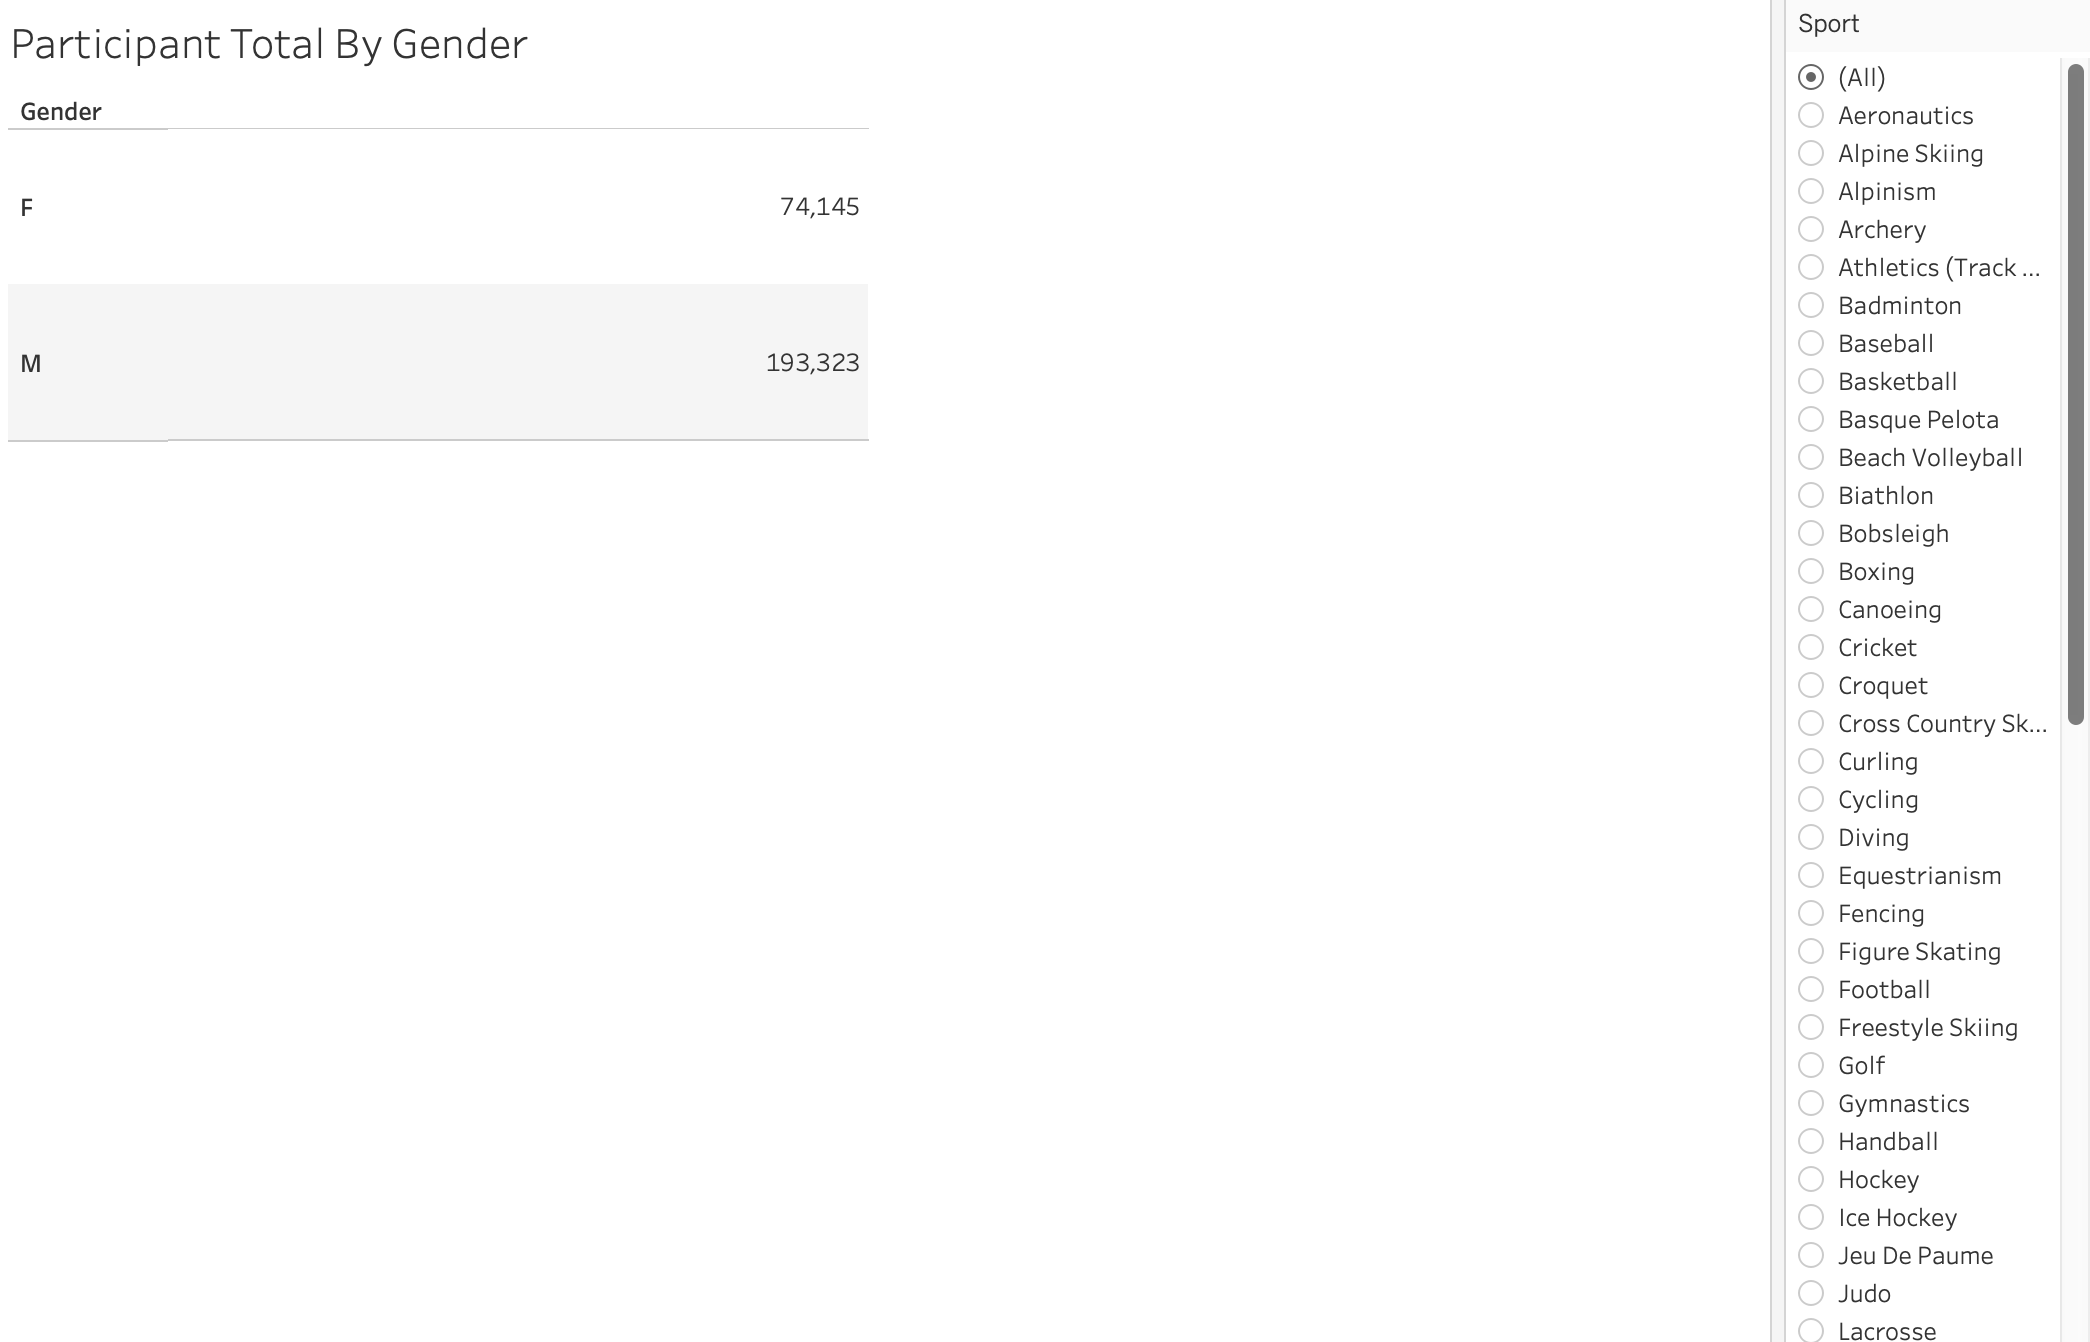 Participant Total By Gender
Gender
F 74,145
M 193,323
Sport
(All)
Aeronautics
Alpine Skiing
Alpinism
Archery
Athletics (Track ...
Badminton
Baseball
Basketball
Basque Pelota
Beach Volleyball
Biathlon
Bobsleigh
Boxing
Canoeing
Cricket
Croquet
Cross Country Sk...
Curling
Cycling
Diving
Equestrianism
Fencing
Figure Skating
Football
Freestyle Skiing
Golf
Gymnastics
Handball
Hockey
Ice Hockey
Jeu De Paume
Judo
Lacrosse